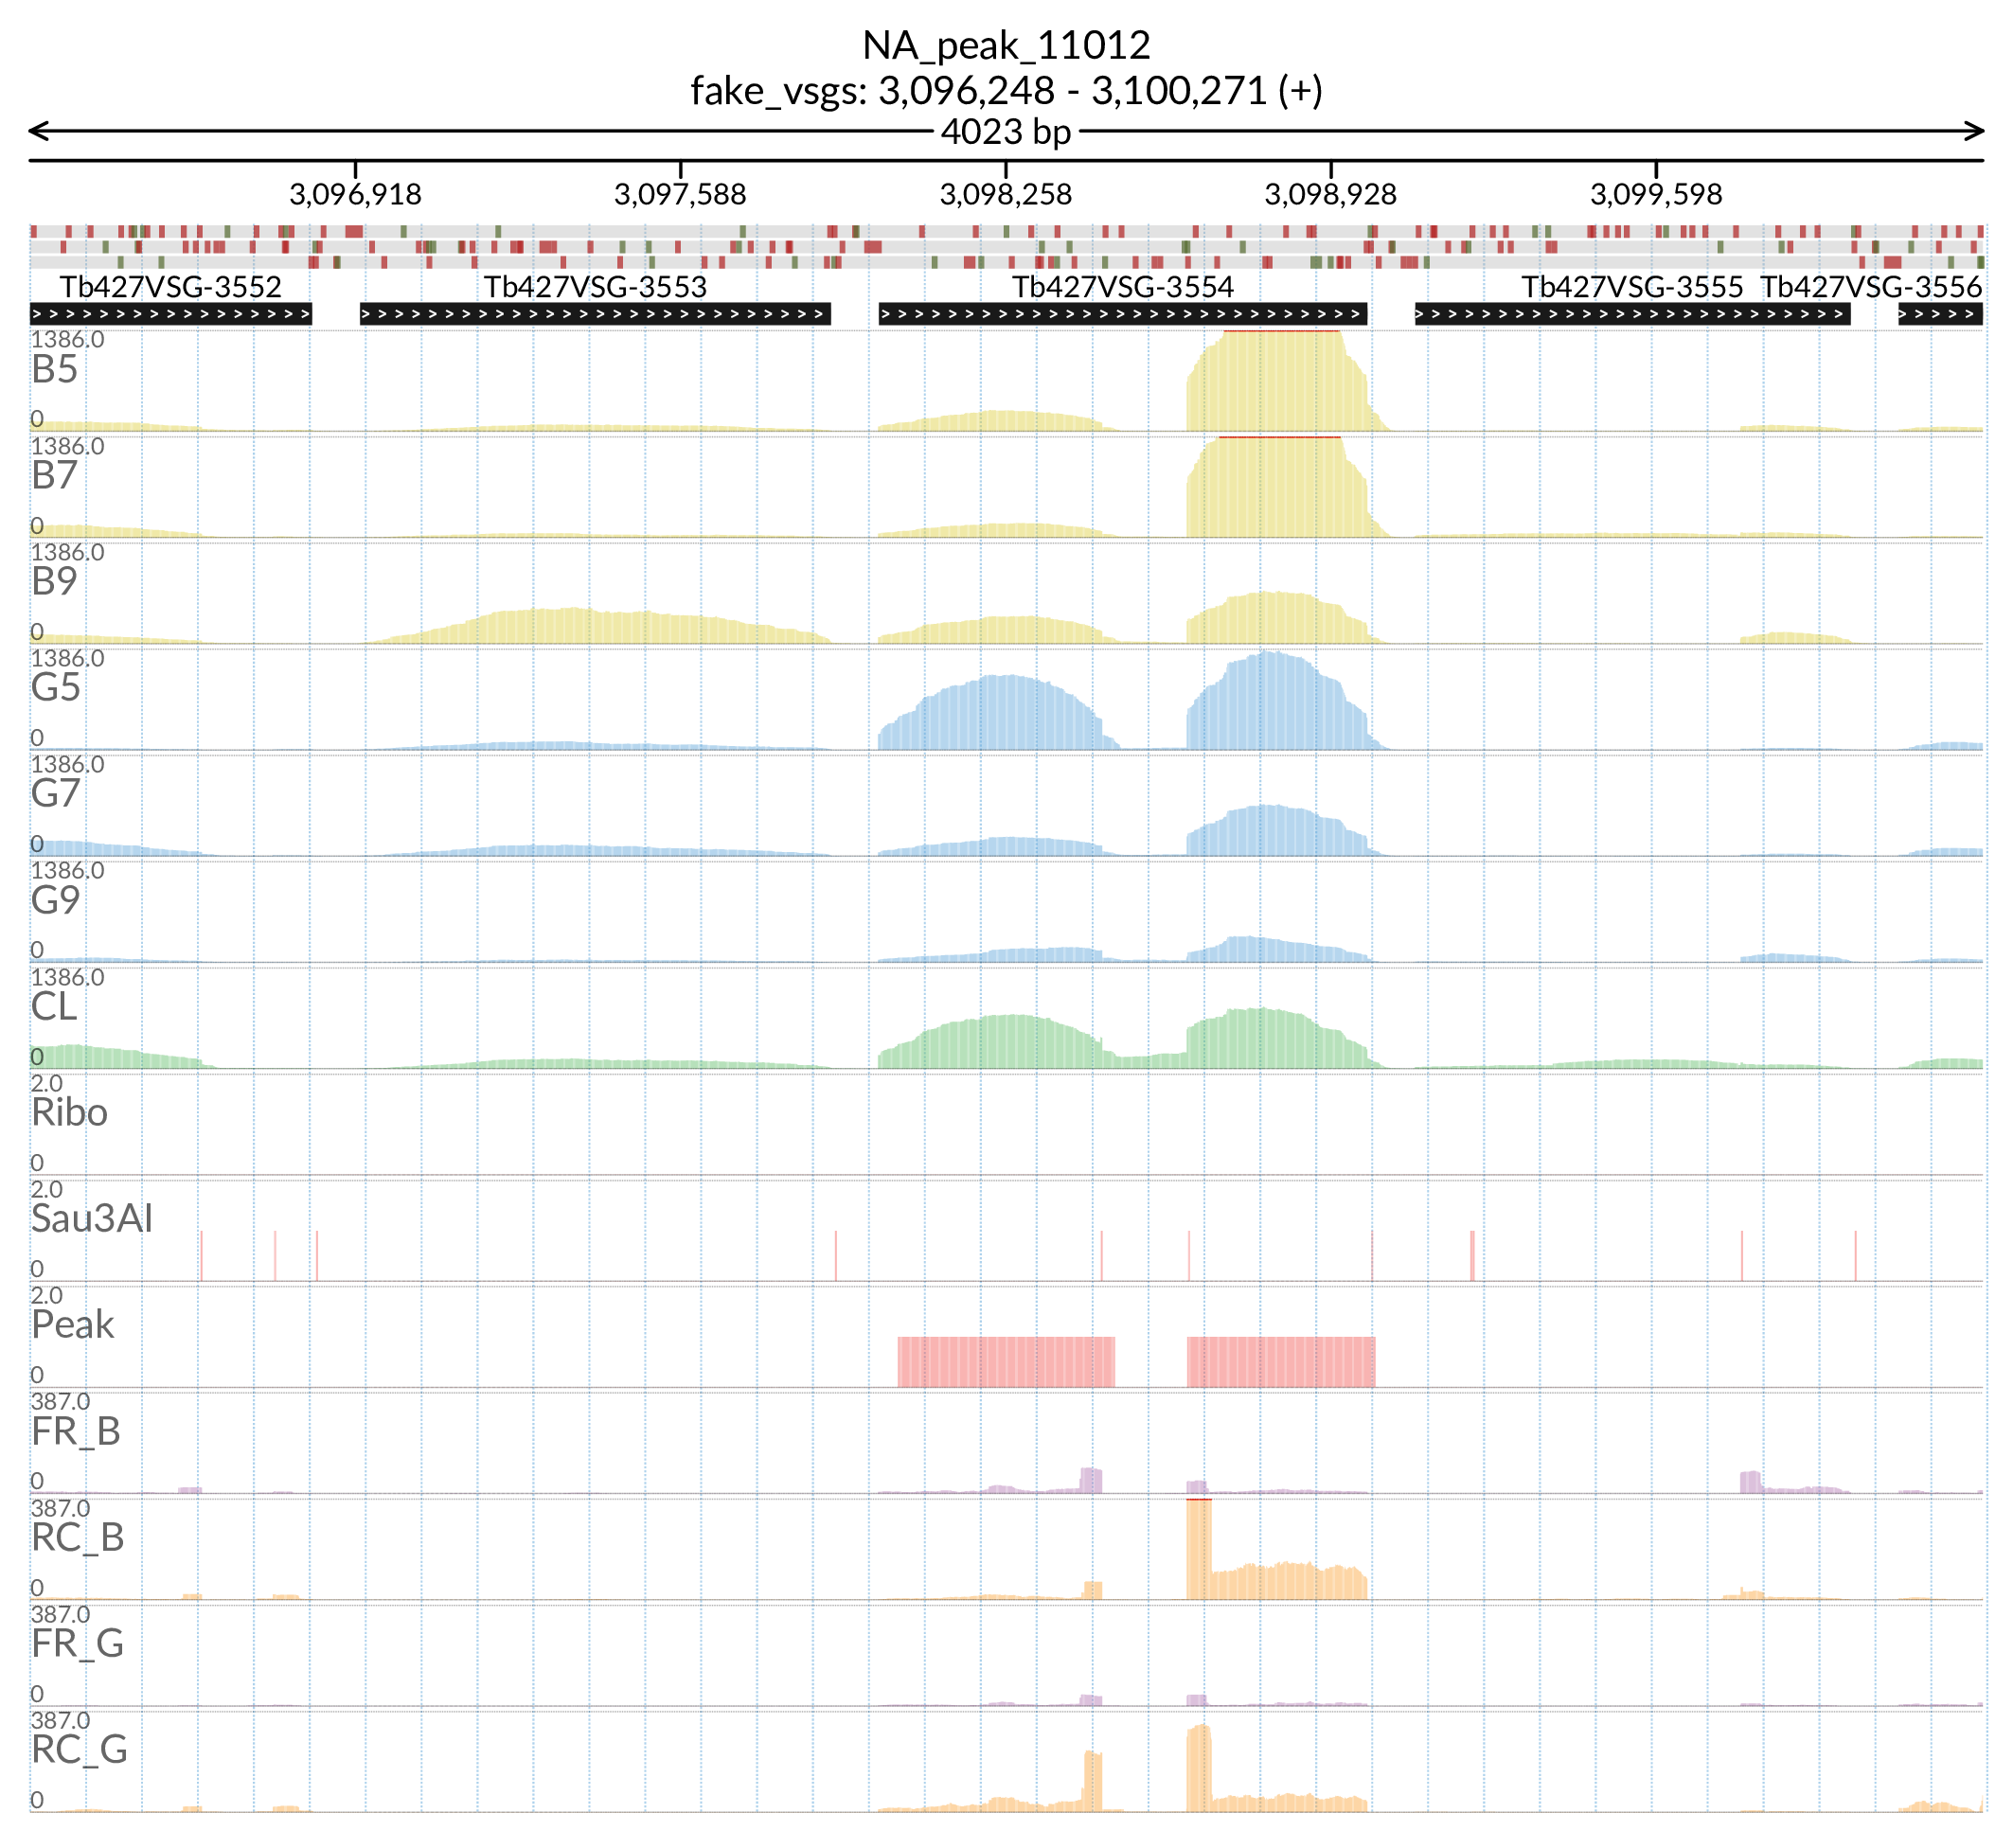 NA_peak_11012
fake_vsgs: 3,096,248 - 3,100,271 (+)
4023 bp
3,096,918 3,097,588 3,098,258 3,098,928 3,099,598
Tb427VSG-3552 Tb427VSG-3553 Tb427VSG-3554 Tb427VSG-3555 Tb427VSG-3556
1386.0
B5
0
1386.0
B7
0
1386.0
B9
0
1386.0
G5
0
1386.0
G7
0
1386.0
G9
0
1386.0
CL
0
2.0
Ribo
0
2.0
Sau3AI
0
2.0
Peak
0
387.0
FR_B
0
387.0
RC_B
0
387.0
FR_G
0
387.0
RC_G
0